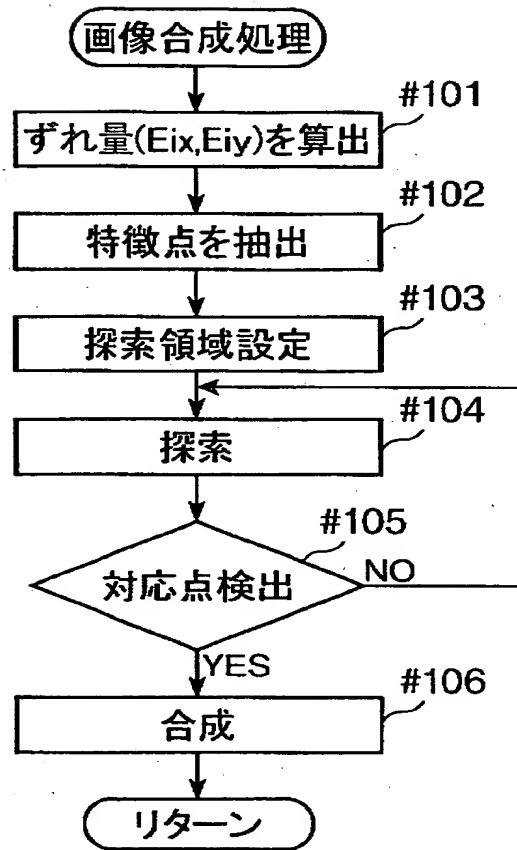 画像合成処理
#101
ずれ量(Eix,Eiy)を算出
#102
特徴点を抽出
#103
探索領域設定
#104
探索
#105
対応点検出
NO
YES
#106
合成
リターン